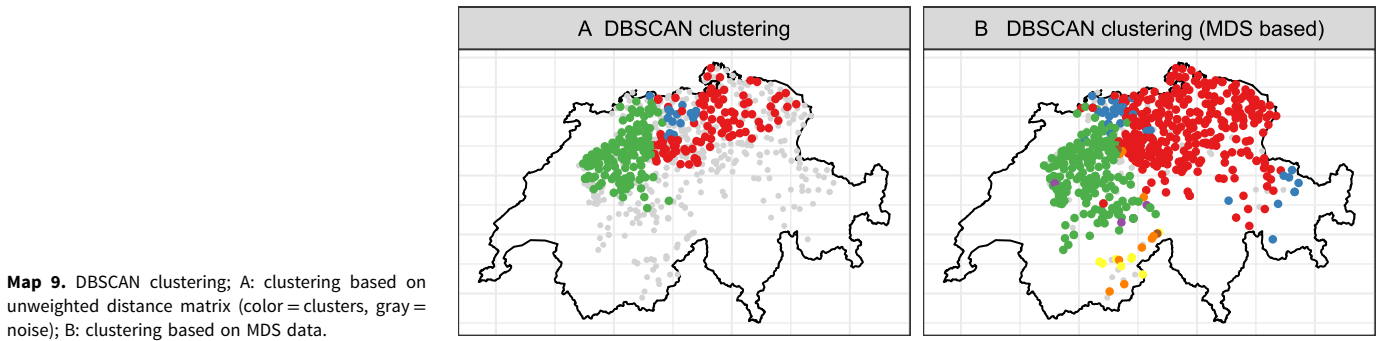 A DBSCAN clustering
B DBSCAN clustering (MDS based)
Map 9. DBSCAN clustering; A: clustering based on
unweighted distance matrix (color = clusters, gray =
noise); B: clustering based on MDS data.